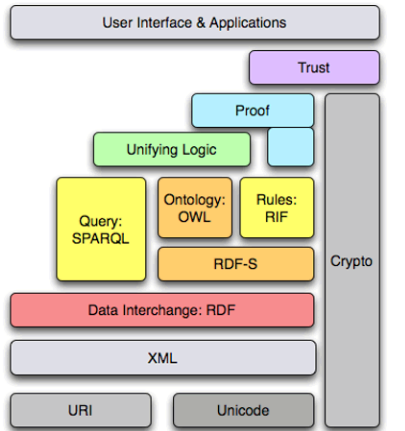 User Interface & Applications
Trust
Proof
Unifying Logic
Query:
SPARQL
Ontology:
OWL
Rules:
RIF
Crypto
RDF-S
Data Interchange: RDF
XML
URI
Unicode